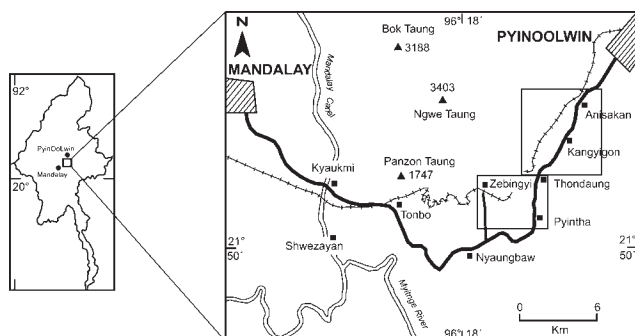 92°
PyinOoLwin
Mandalay
20°
N
MANDALAY
Mandalay Canal
Bok Taung
3188
96° 18'
PYINOOLWIN
3403
Ngwe Taung
Anisakan
Kangyigon
Panzon Taung
1747
Kyaukmi
Zebingyi
Thondaung
Tonbo
Pyintha
21°
50'
Shwezayan
Nyaungbaw
21°
50'
Myitnge River
96° 18'
0
6
Km